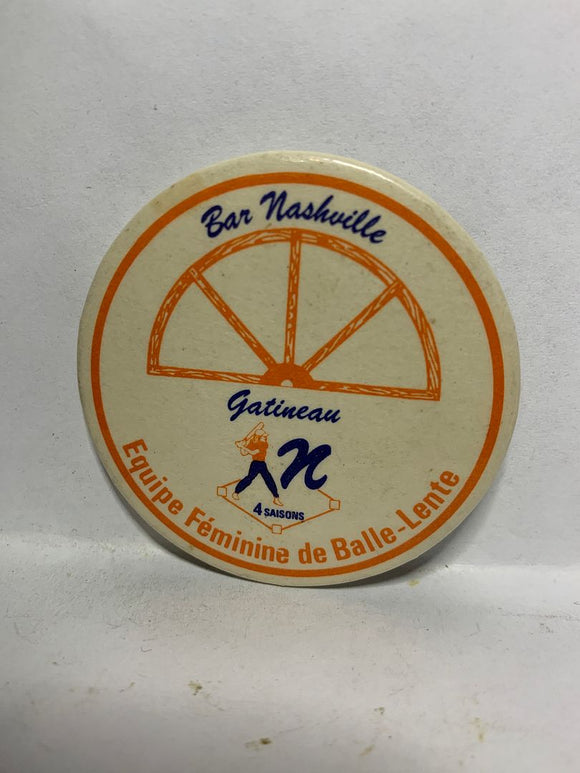 Bar Nashville
Gatineau
N
4 SAISONS
Equipe Féminine de Balle-Lente